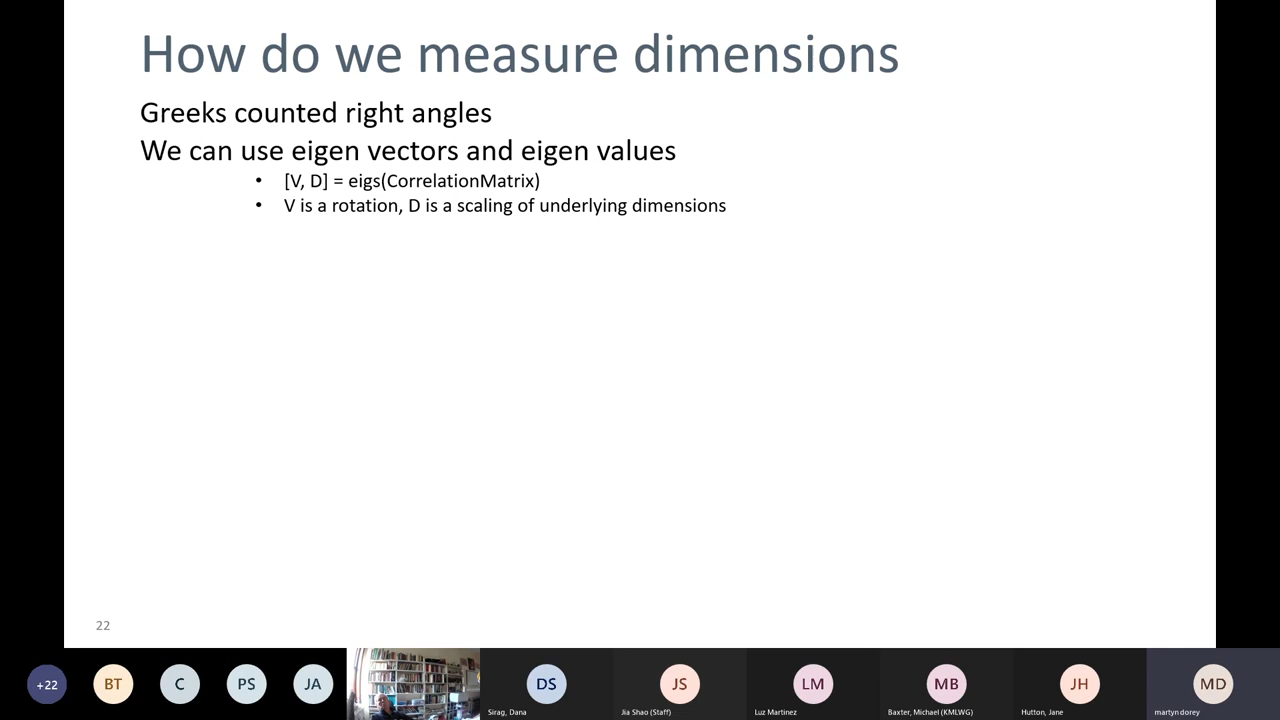 How do we measure dimensions
Greeks counted right angles
We can use eigen vectors and eigen values
• [V, D] = eigs(CorrelationMatrix)
• V is a rotation, D is a scaling of underlying dimensions
22
+22
BT
C
PS
JA
DS
JS
LM
MB
JH
MD
Sirag, Dana
Jia Shao (Staff)
Luz Martinez
Baxter, Michael (KMLWG)
Hutton, Jane
martyn dorey